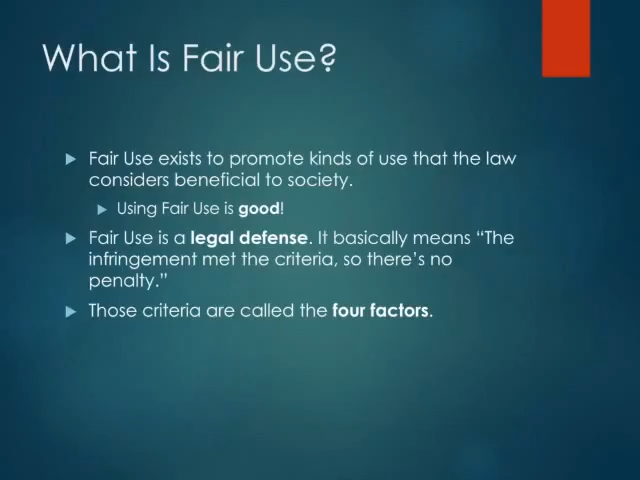 What Is Fair Use?
Fair Use exists to promote kinds of use that the law
considers beneficial to society.
Using Fair Use is good!
Fair Use is a legal defense. It basically means “The
infringement met the criteria, so there’s no
penalty.”
Those criteria are called the four factors.